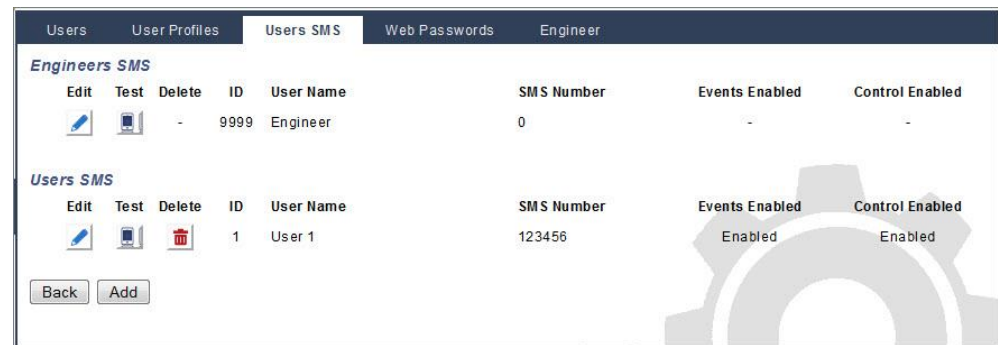 Users User Profiles Users SMS Web Passwords Engineer
Engineers SMS
Edit Test Delete ID User Name SMS Number Events Enabled Control Enabled
- 9999 Engineer 0 - -
Users SMS
Edit Test Delete ID User Name SMS Number Events Enabled Control Enabled
1 User 1 123456 Enabled Enabled
Back Add